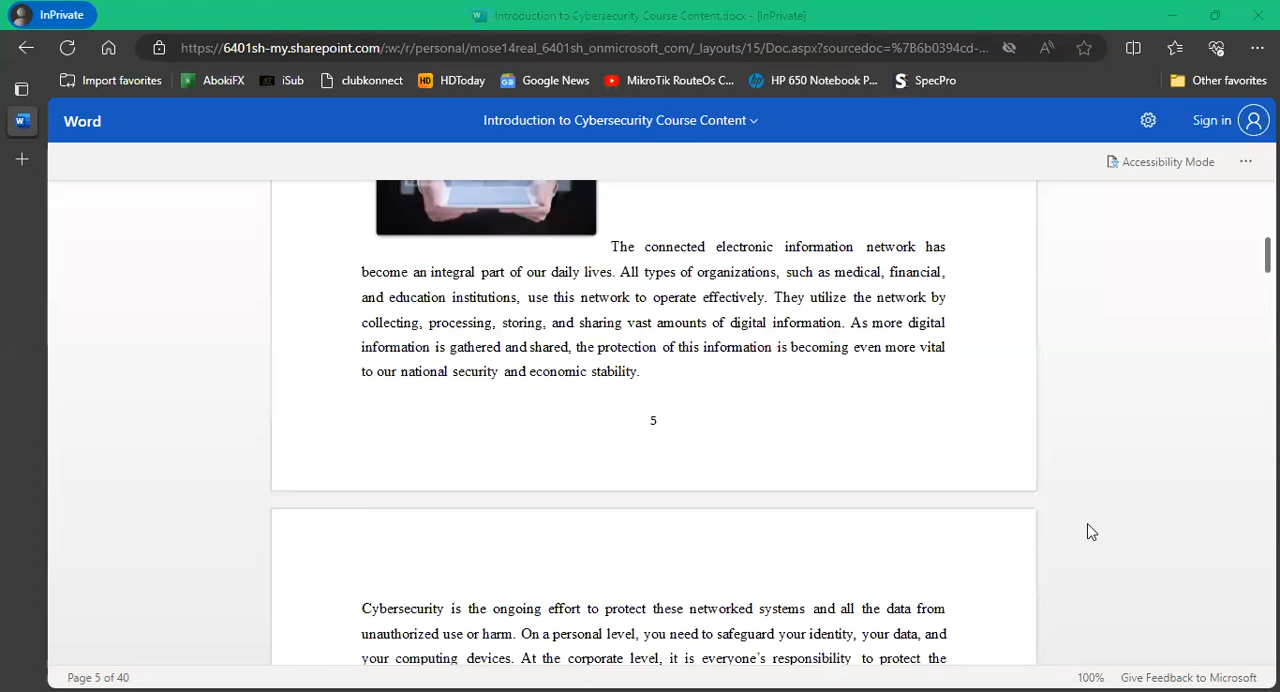 InPrivate
Introduction to Cybersecurity Course Content.docx - [InPrivate]
https://6401sh-my.sharepoint.com/:w:/r/personal/mose14real_6401sh_onmicrosoft_com/_layouts/15/Doc.aspx?sourcedoc=%7B6b0394cd-...
Import favorites AbokiFX iSub clubkonnect HDToday Google News MikroTik RouteOs C... HP 650 Notebook P... SpecPro Other favorites
Word Introduction to Cybersecurity Course Content Sign in
Accessibility Mode ...
The connected electronic information network has
become an integral part of our daily lives. All types of organizations, such as medical, financial,
and education institutions, use this network to operate effectively. They utilize the network by
collecting, processing, storing, and sharing vast amounts of digital information. As more digital
information is gathered and shared, the protection of this information is becoming even more vital
to our national security and economic stability.
5
Cybersecurity is the ongoing effort to protect these networked systems and all the data from
unauthorized use or harm. On a personal level, you need to safeguard your identity, your data, and
your computing devices. At the corporate level, it is everyone's responsibility to protect the
Page 5 of 40 100% Give Feedback to Microsoft